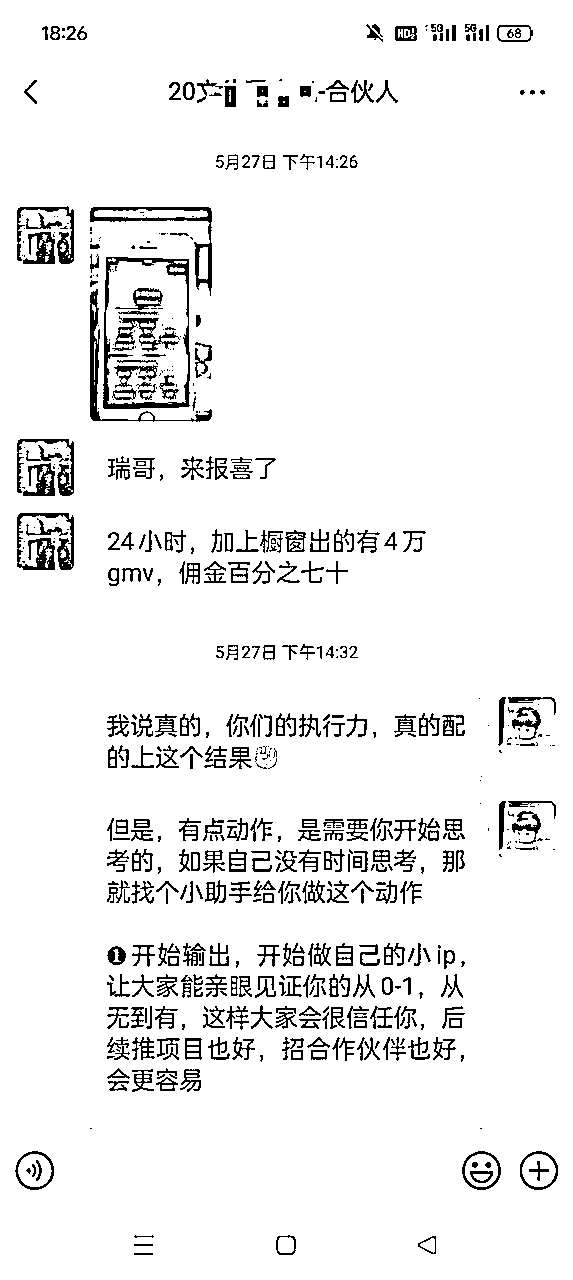 18:26
HD 5G 5G 68
20 -合伙人
5月27日 下午14:26
瑞哥，来报喜了
24小时，加上橱窗出的有4万
gmv，佣金百分之七十
5月27日 下午14:32
我说真的，你们的执行力，真的配
的上这个结果
但是，有点动作，是需要你开始思
考的，如果自己没有时间思考，那
就找个小助手给你做这个动作
❶开始输出，开始做自己的小ip，
让大家能亲眼见证你的从0-1，从
无到有，这样大家会很信任你，后
续推项目也好，招合作伙伴也好，
会更容易